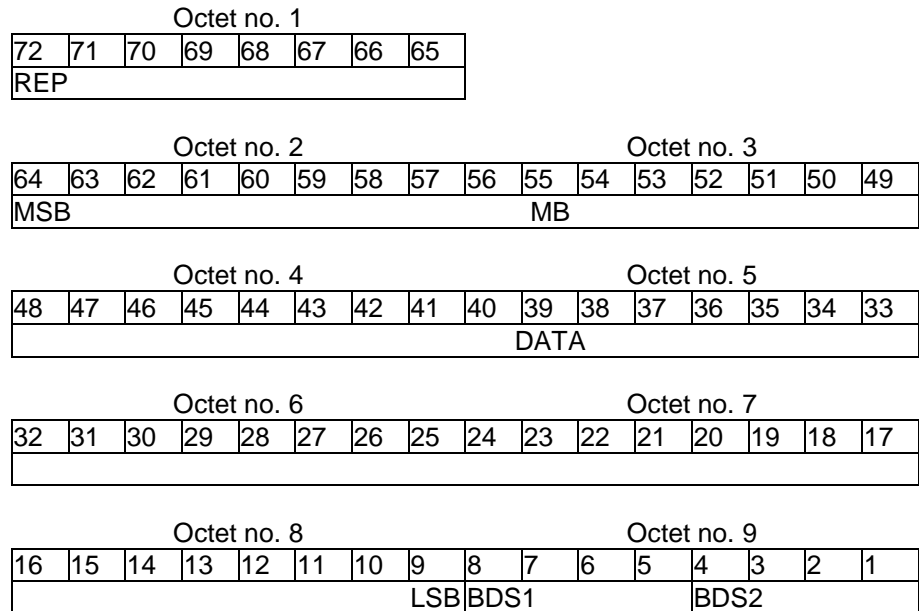 Octet no. 1
72 71 70 69 68 67 66 65
REP
Octet no. 2 Octet no. 3
64 63 62 61 60 59 58 57 56 55 54 53 52 51 50 49
MSB MB
Octet no. 4 Octet no. 5
48 47 46 45 44 43 42 41 40 39 38 37 36 35 34 33
DATA
Octet no. 6 Octet no. 7
32 31 30 29 28 27 26 25 24 23 22 21 20 19 18 17
Octet no. 8 Octet no. 9
16 15 14 13 12 11 10 9 8 7 6 5 4 3 2 1
LSB BDS1 BDS2